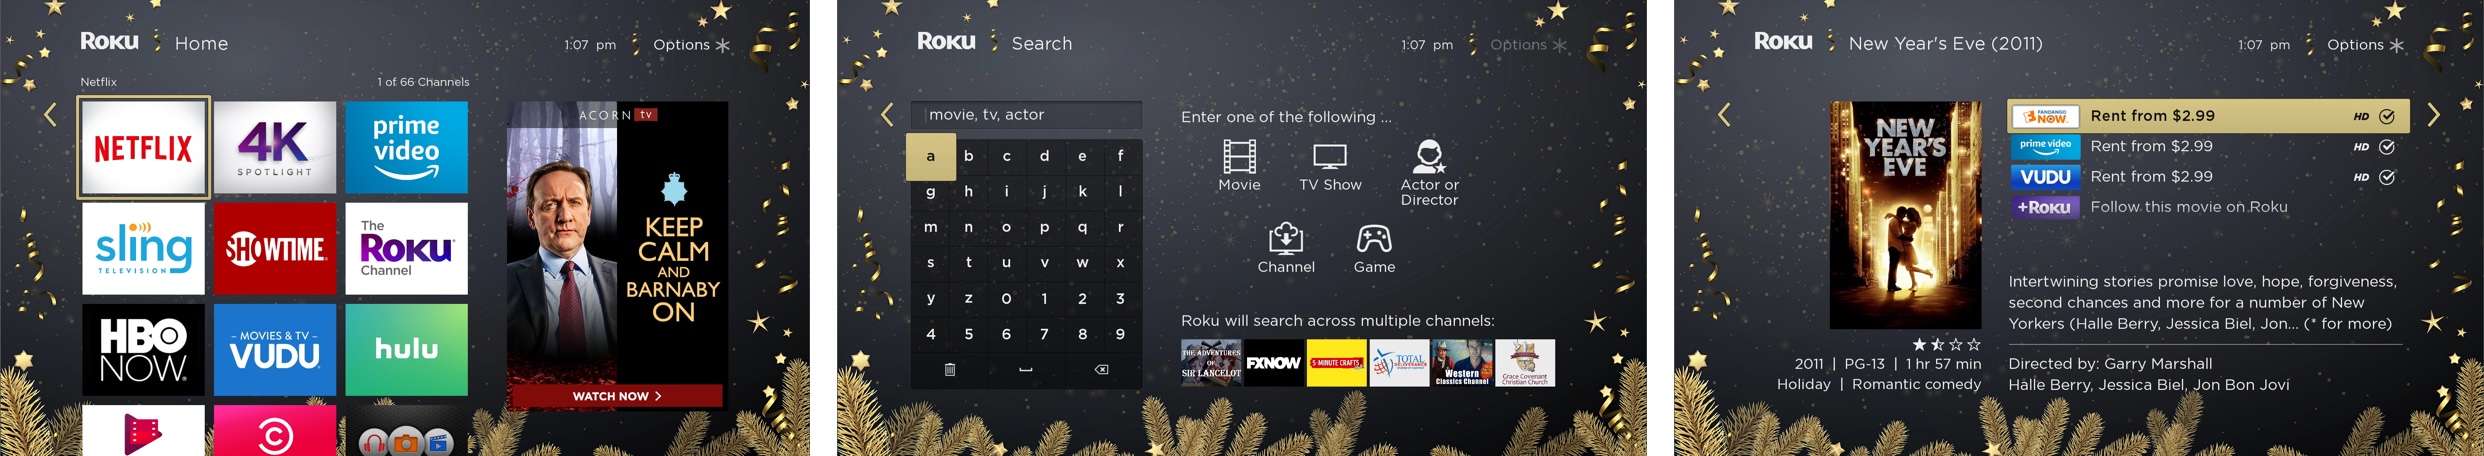 Roku Home 1:07 pm Options
Netflix 1 of 66 Channels
NETFLIX
4K
SPOTLIGHT
prime
video
sling
TELEVISION
SHOWTIME
The
Roku
Channel
HBO
NOW
MOVIES & TV
VUDU
hulu
ACORN tv
KEEP
CALM
AND
BARNABY
ON
WATCH NOW
Roku Search 1:07 pm Options
movie, tv, actor
a b c d e f
g h i j k l
m n o p q r
s t u v w x
y z 0 1 2 3
4 5 6 7 8 9
Enter one of the following ...
Movie
TV Show
Actor or
Director
Channel
Game
Roku will search across multiple channels:
THE ADVENTURES
OF
SIR LANCELOT
FXNOW
5-MINUTE CRAFTS
TOTAL
DELIVERANCE
Western
Classics Channel
Grace Covenant
Christian Church
Roku New Year's Eve (2011) 1:07 pm Options
NEW
YEAR'S
EVE
FANDANGO
NOW
Rent from $2.99 HD
prime video Rent from $2.99 HD
VUDU Rent from $2.99 HD
+Roku Follow this movie on Roku
Intertwining stories promise love, hope, forgiveness,
second chances and more for a number of New
Yorkers (Halle Berry, Jessica Biel, Jon... (* for more)
2011 | PG-13 | 1 hr 57 min
Holiday | Romantic comedy
Directed by: Garry Marshall
Halle Berry, Jessica Biel, Jon Bon Jovi